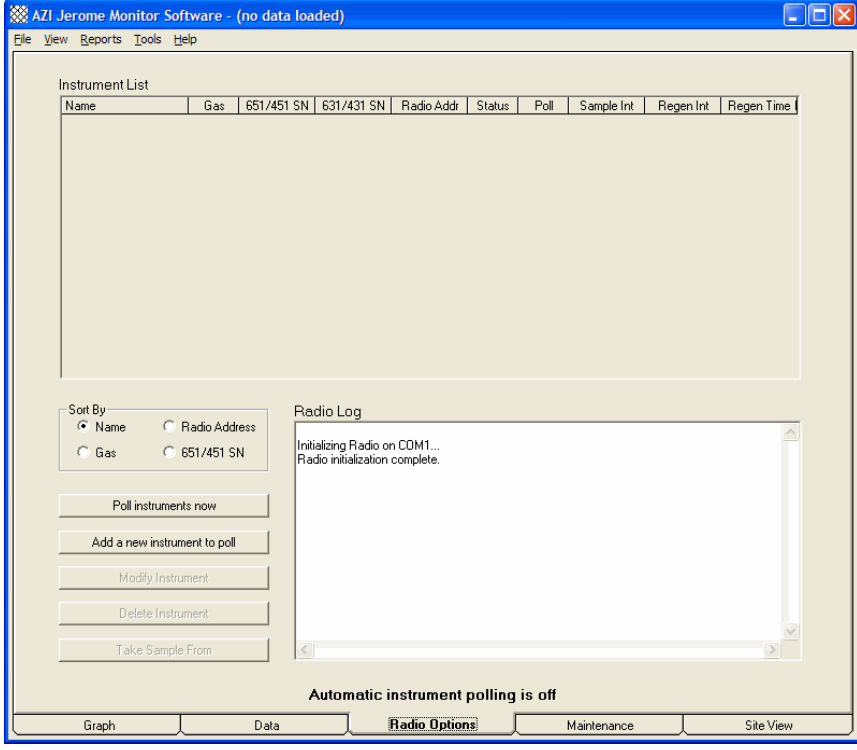 AZI Jerome Monitor Software - (no data loaded)
File View Reports Tools Help
Instrument List
Name Gas 651/451 SN 631/431 SN Radio Addr Status Poll Sample Int Regen Int Regen Time
Sort By
Name Radio Address
Gas 651/451 SN
Radio Log
Initializing Radio on COM1...
Radio initialization complete.
Poll instruments now
Add a new instrument to poll
Modify Instrument
Delete Instrument
Take Sample From
Automatic instrument polling is off
Graph Data Radio Options Maintenance Site View